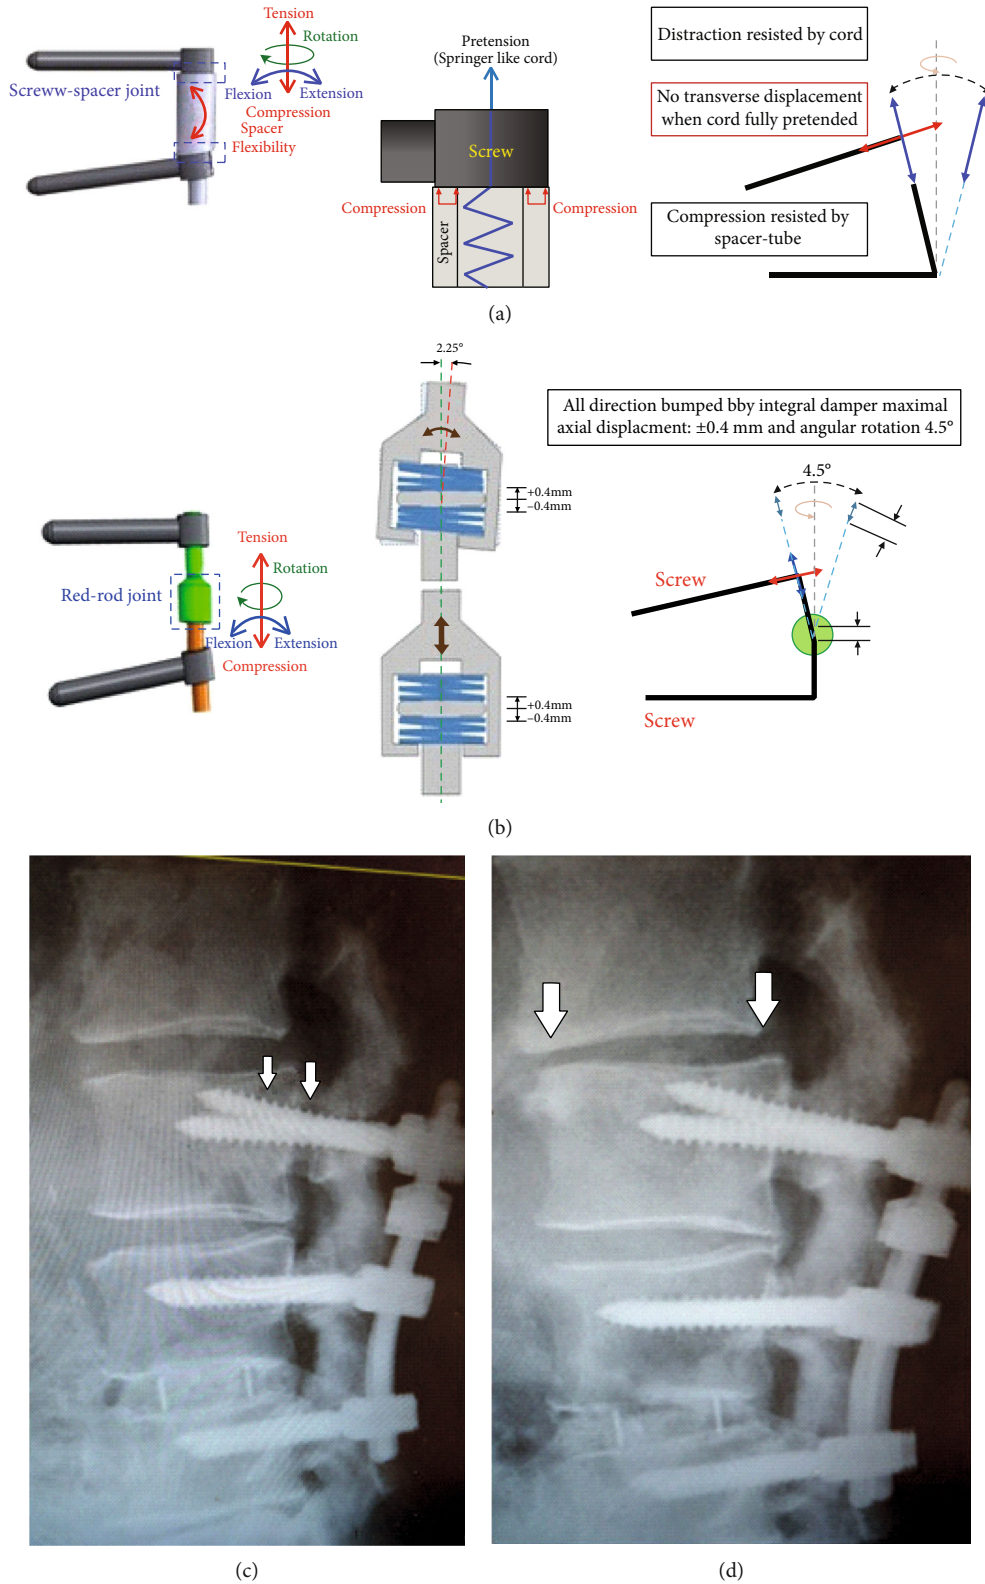 Tension
Rotation
Screww-spacer joint
Flexion
Extension
Compression
Spacer
Flexibility
Pretension
(Springer like cord)
Screw
Compression
Compression
Spacer
Distraction resisted by cord
No transverse displacement
when cord fully pretended
Compression resisted by
spacer-tube
(a)
2.25°
+0.4mm
−0.4mm
All direction bumped bby integral damper maximal
axial displacment: ±0.4 mm and angular rotation 4.5°
4.5°
Tension
Rotation
Red-rod joint
Flexion
Extension
Compression
+0.4mm
−0.4mm
Screw
Screw
(b)
(c)
(d)